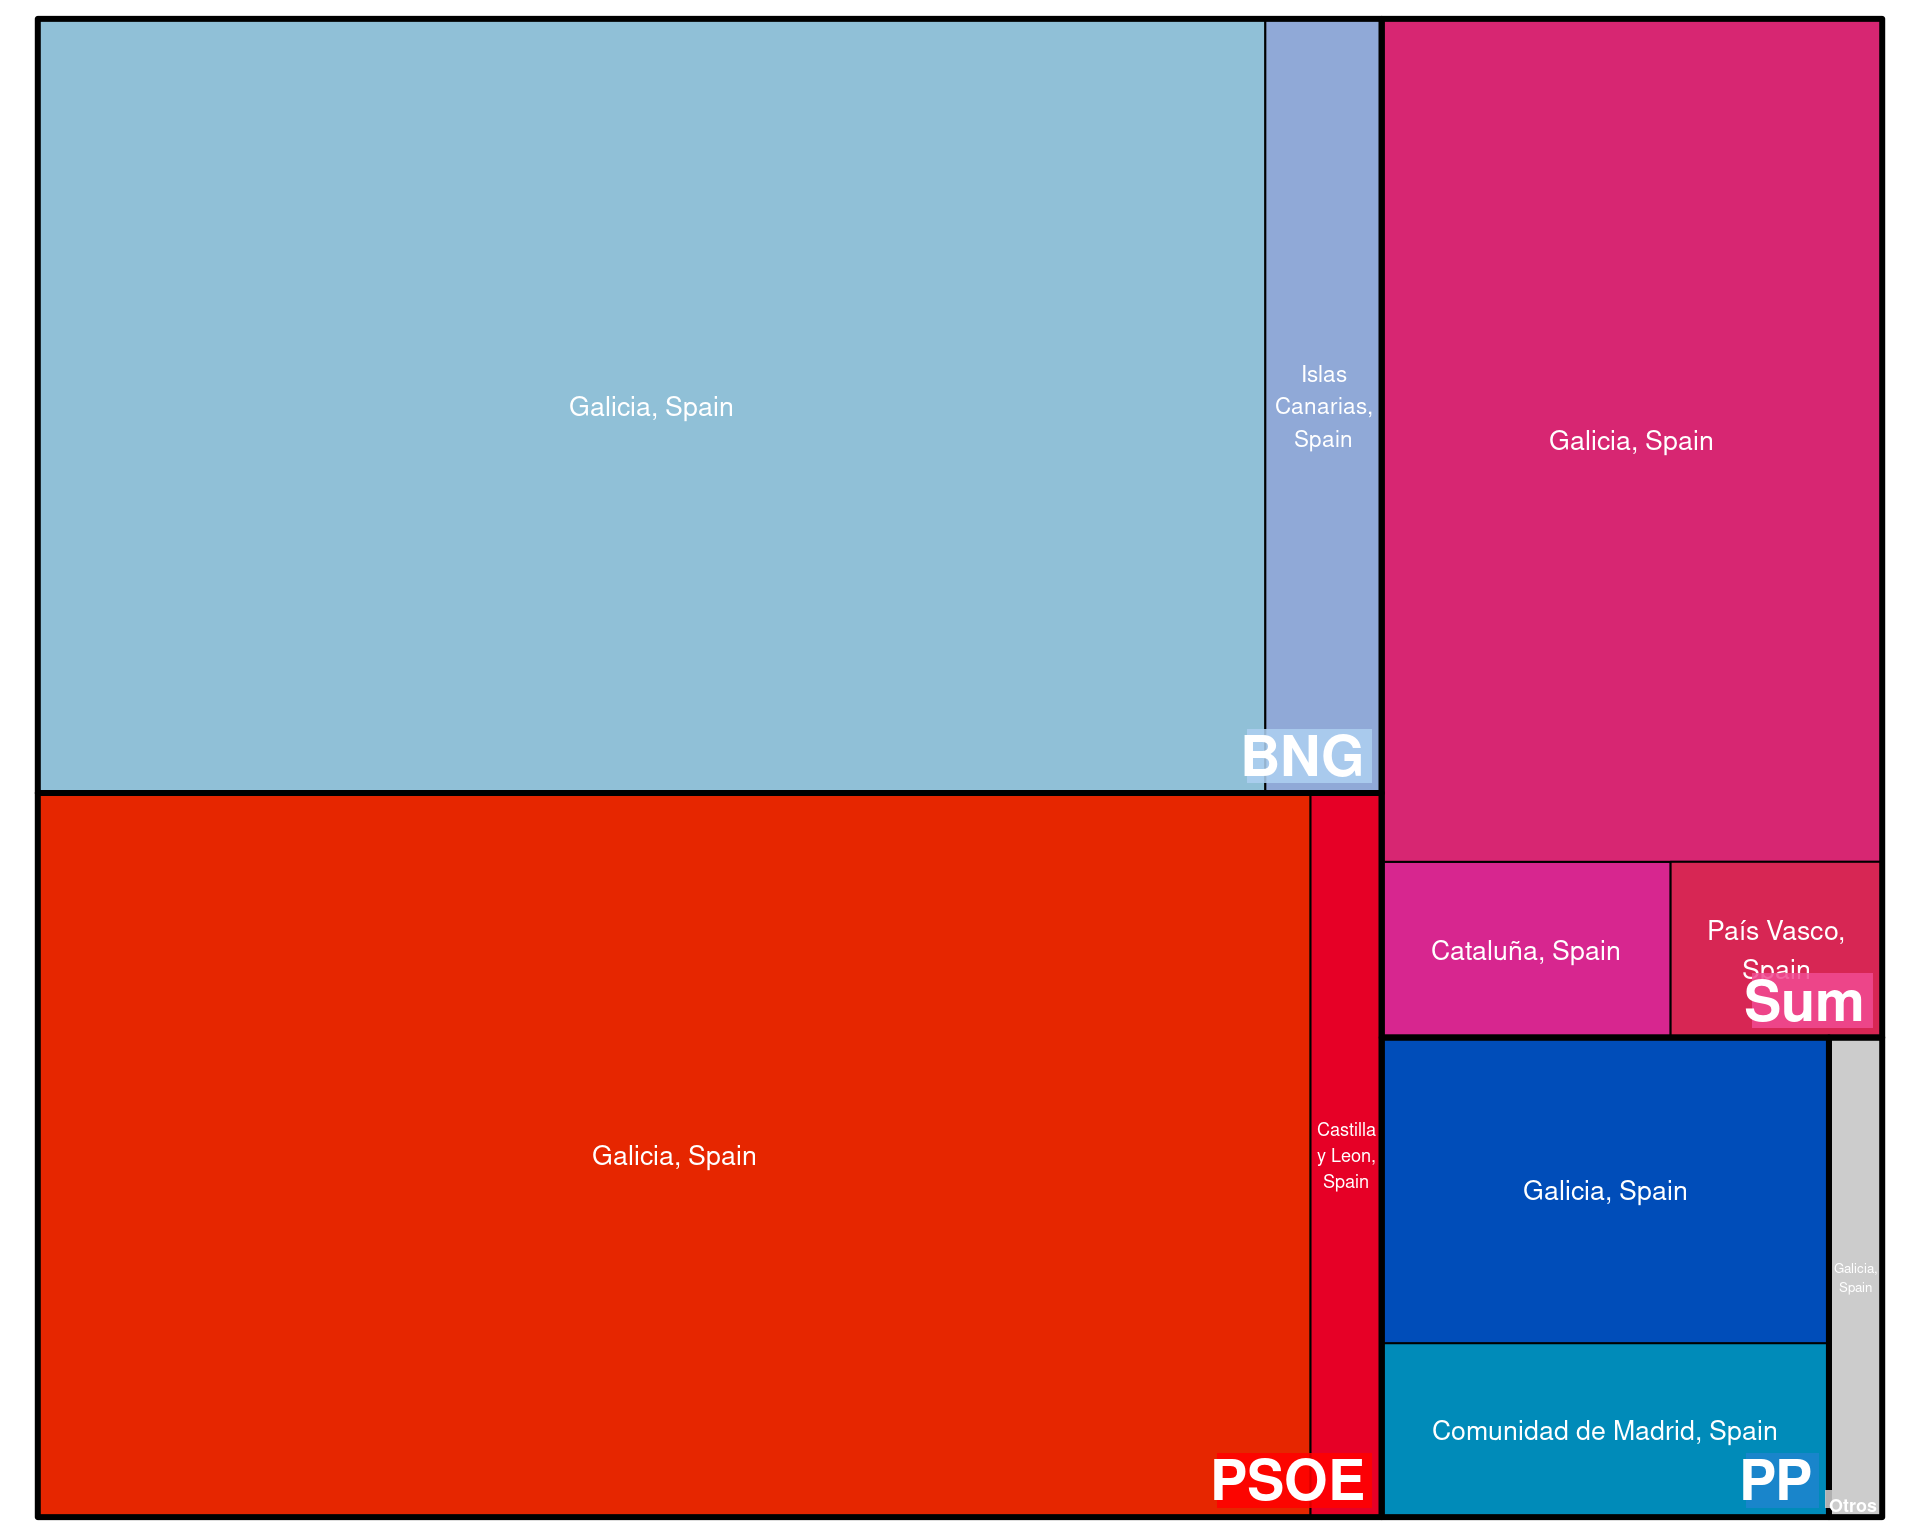 Galicia, Spain
Islas
Canarias,
Spain
BNG
Galicia, Spain
Castilla
y Leon,
Spain
PSOE
Galicia, Spain
Cataluña, Spain
País Vasco,
Spain
Sum
Galicia, Spain
Comunidad de Madrid, Spain
PP
Galicia,
Spain
Otros